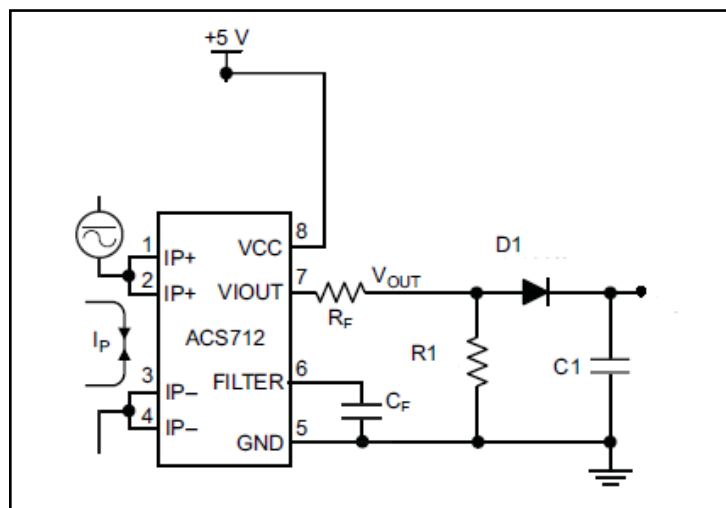 +5 V
1
IP+
2
IP+
IP
3
IP–
4
IP–
ACS712
VCC
8
VIOUT
7
FILTER
6
GND
5
RF
VOUT
CF
R1
D1
C1